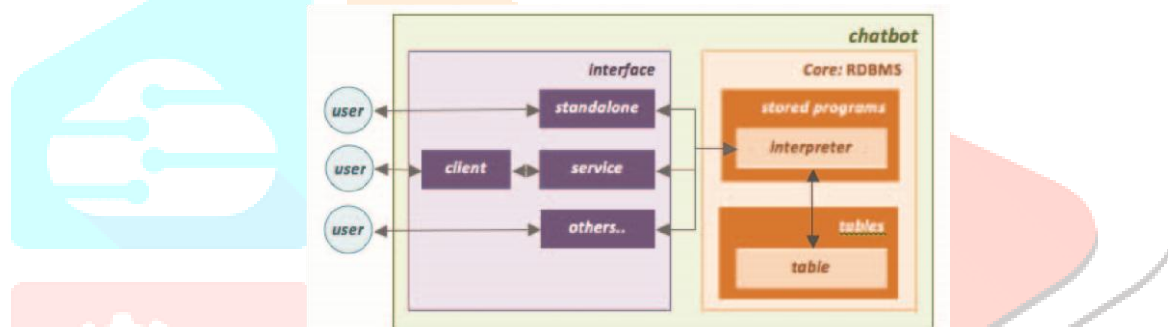 chatbot
interface
Core: RDBMS
user
standalone
stored programs
interpreter
user
client
service
user
others..
tables
table